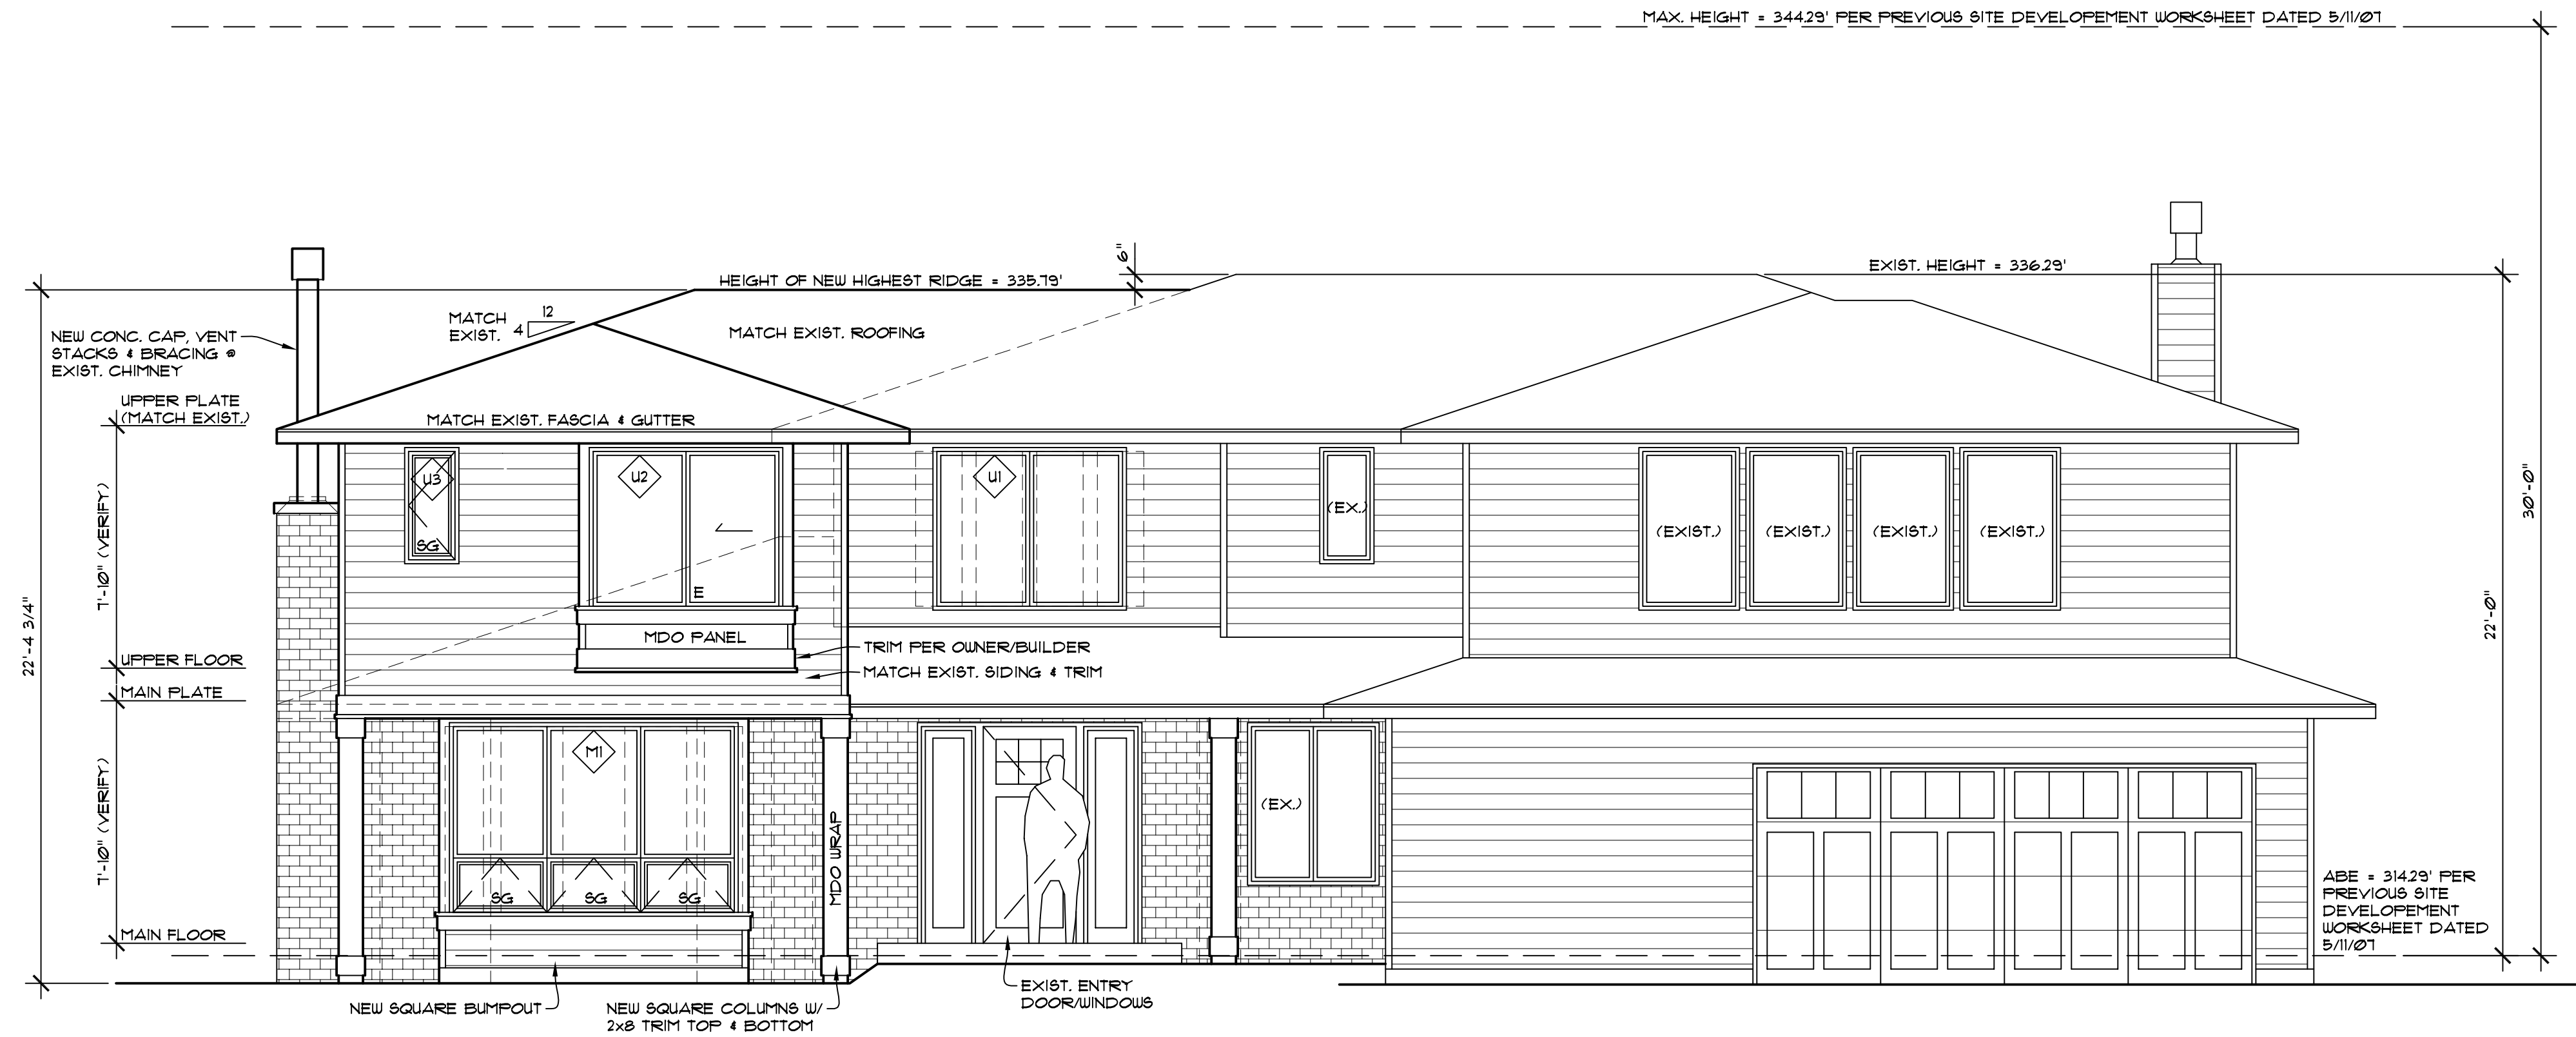 MAX. HEIGHT = 344.29' PER PREVIOUS SITE DEVELOPEMENT WORKSHEET DATED 5/11/07
6"
EXIST. HEIGHT = 336.29'
HEIGHT OF NEW HIGHEST RIDGE = 335.79'
MATCH
EXIST.
12
4
MATCH EXIST. ROOFING
NEW CONC. CAP, VENT
STACKS & BRACING @
EXIST. CHIMNEY
UPPER PLATE
(MATCH EXIST.)
MATCH EXIST. FASCIA & GUTTER
U3
SG
U2
E
U1
(EX.)
(EXIST.)
(EXIST.)
(EXIST.)
(EXIST.)
30'-0"
7'-10" (VERIFY)
22'-4 3/4"
22'-0"
MDO PANEL
TRIM PER OWNER/BUILDER
MATCH EXIST. SIDING & TRIM
UPPER FLOOR
MAIN PLATE
M1
7'-10" (VERIFY)
(EX.)
MDO WRAP
SG
SG
SG
ABE = 314.29' PER
PREVIOUS SITE
DEVELOPEMENT
WORKSHEET DATED
5/11/07
MAIN FLOOR
EXIST. ENTRY
DOOR/WINDOWS
NEW SQUARE BUMPOUT
NEW SQUARE COLUMNS W/
2x8 TRIM TOP & BOTTOM